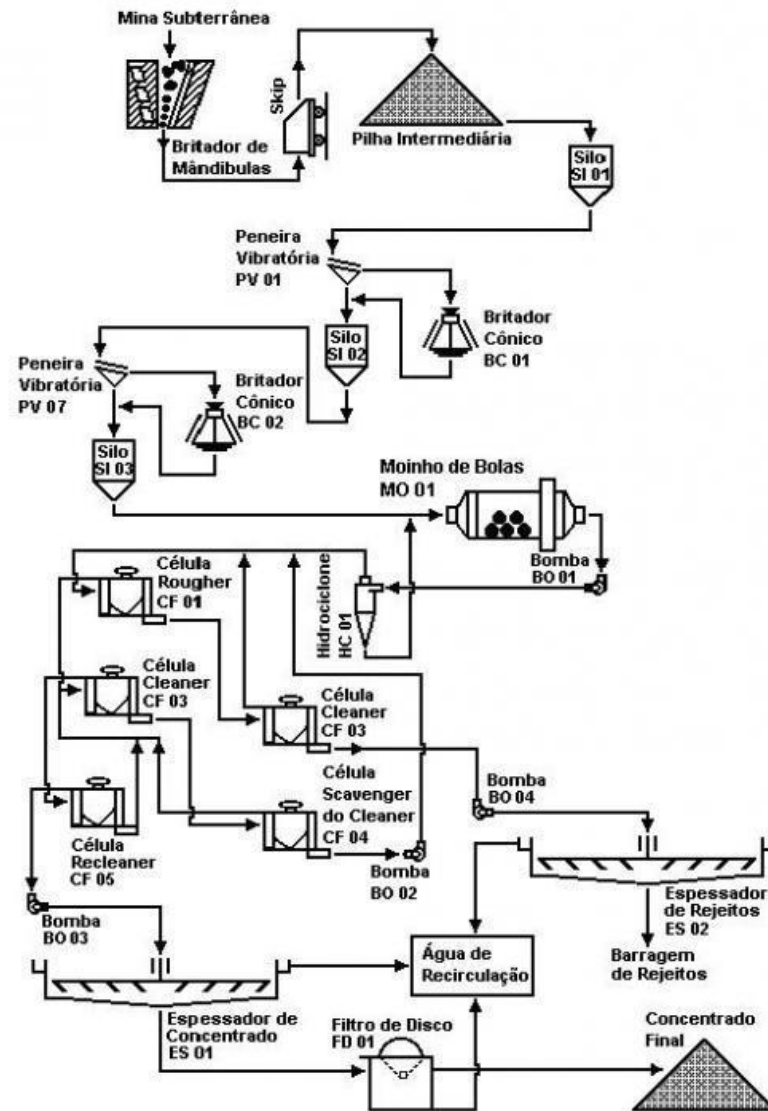 Mina Subterrânea
Britador de
Mândibulas
Skip
Pilha Intermediária
Silo
SI 01
Peneira
Vibratória
PV 01
Britador
Cônico
BC 01
Silo
SI 02
Peneira
Vibratória
PV 07
Britador
Cônico
BC 02
Silo
SI 03
Moinho de Bolas
MO 01
Bomba
BO 01
Hidrociclone
HC 01
Célula
Rougher
CF 01
Célula
Cleaner
CF 03
Célula
Cleaner
CF 03
Célula
Scavenger
do Cleaner
CF 04
Célula
Recleaner
CF 05
Bomba
BO 02
Bomba
BO 04
Bomba
BO 03
Espessador
de Rejeitos
ES 02
Barragem
de Rejeitos
Água de
Recirculação
Espessador de
Concentrado
ES 01
Filtro de Disco
FD 01
Concentrado
Final